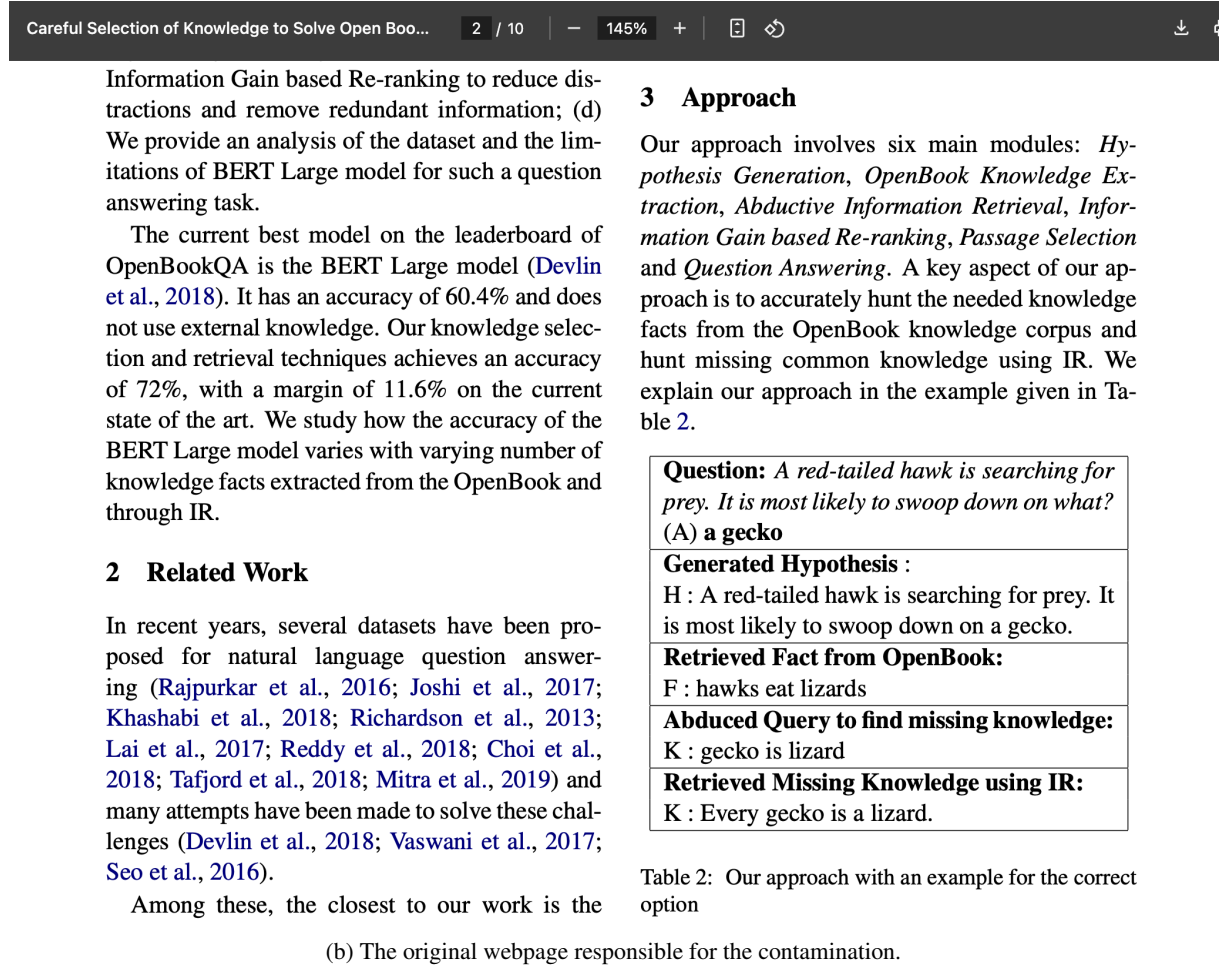 Careful Selection of Knowledge to Solve Open Boo... 2 / 10 — 145% +
Information Gain based Re-ranking to reduce dis-
tractions and remove redundant information; (d)
We provide an analysis of the dataset and the lim-
itations of BERT Large model for such a question
answering task.
The current best model on the leaderboard of
OpenBookQA is the BERT Large model (Devlin
et al., 2018). It has an accuracy of 60.4% and does
not use external knowledge. Our knowledge selec-
tion and retrieval techniques achieves an accuracy
of 72%, with a margin of 11.6% on the current
state of the art. We study how the accuracy of the
BERT Large model varies with varying number of
knowledge facts extracted from the OpenBook and
through IR.
2 Related Work
In recent years, several datasets have been pro-
posed for natural language question answer-
ing (Rajpurkar et al., 2016; Joshi et al., 2017;
Khashabi et al., 2018; Richardson et al., 2013;
Lai et al., 2017; Reddy et al., 2018; Choi et al.,
2018; Tafjord et al., 2018; Mitra et al., 2019) and
many attempts have been made to solve these chal-
lenges (Devlin et al., 2018; Vaswani et al., 2017;
Seo et al., 2016).
Among these, the closest to our work is the
3 Approach
Our approach involves six main modules: Hy-
pothesis Generation, OpenBook Knowledge Ex-
traction, Abductive Information Retrieval, Infor-
mation Gain based Re-ranking, Passage Selection
and Question Answering. A key aspect of our ap-
proach is to accurately hunt the needed knowledge
facts from the OpenBook knowledge corpus and
hunt missing common knowledge using IR. We
explain our approach in the example given in Ta-
ble 2.
Question: A red-tailed hawk is searching for
prey. It is most likely to swoop down on what?
(A) a gecko
Generated Hypothesis :
H : A red-tailed hawk is searching for prey. It
is most likely to swoop down on a gecko.
Retrieved Fact from OpenBook:
F : hawks eat lizards
Abduced Query to find missing knowledge:
K : gecko is lizard
Retrieved Missing Knowledge using IR:
K : Every gecko is a lizard.
Table 2: Our approach with an example for the correct
option
(b) The original webpage responsible for the contamination.